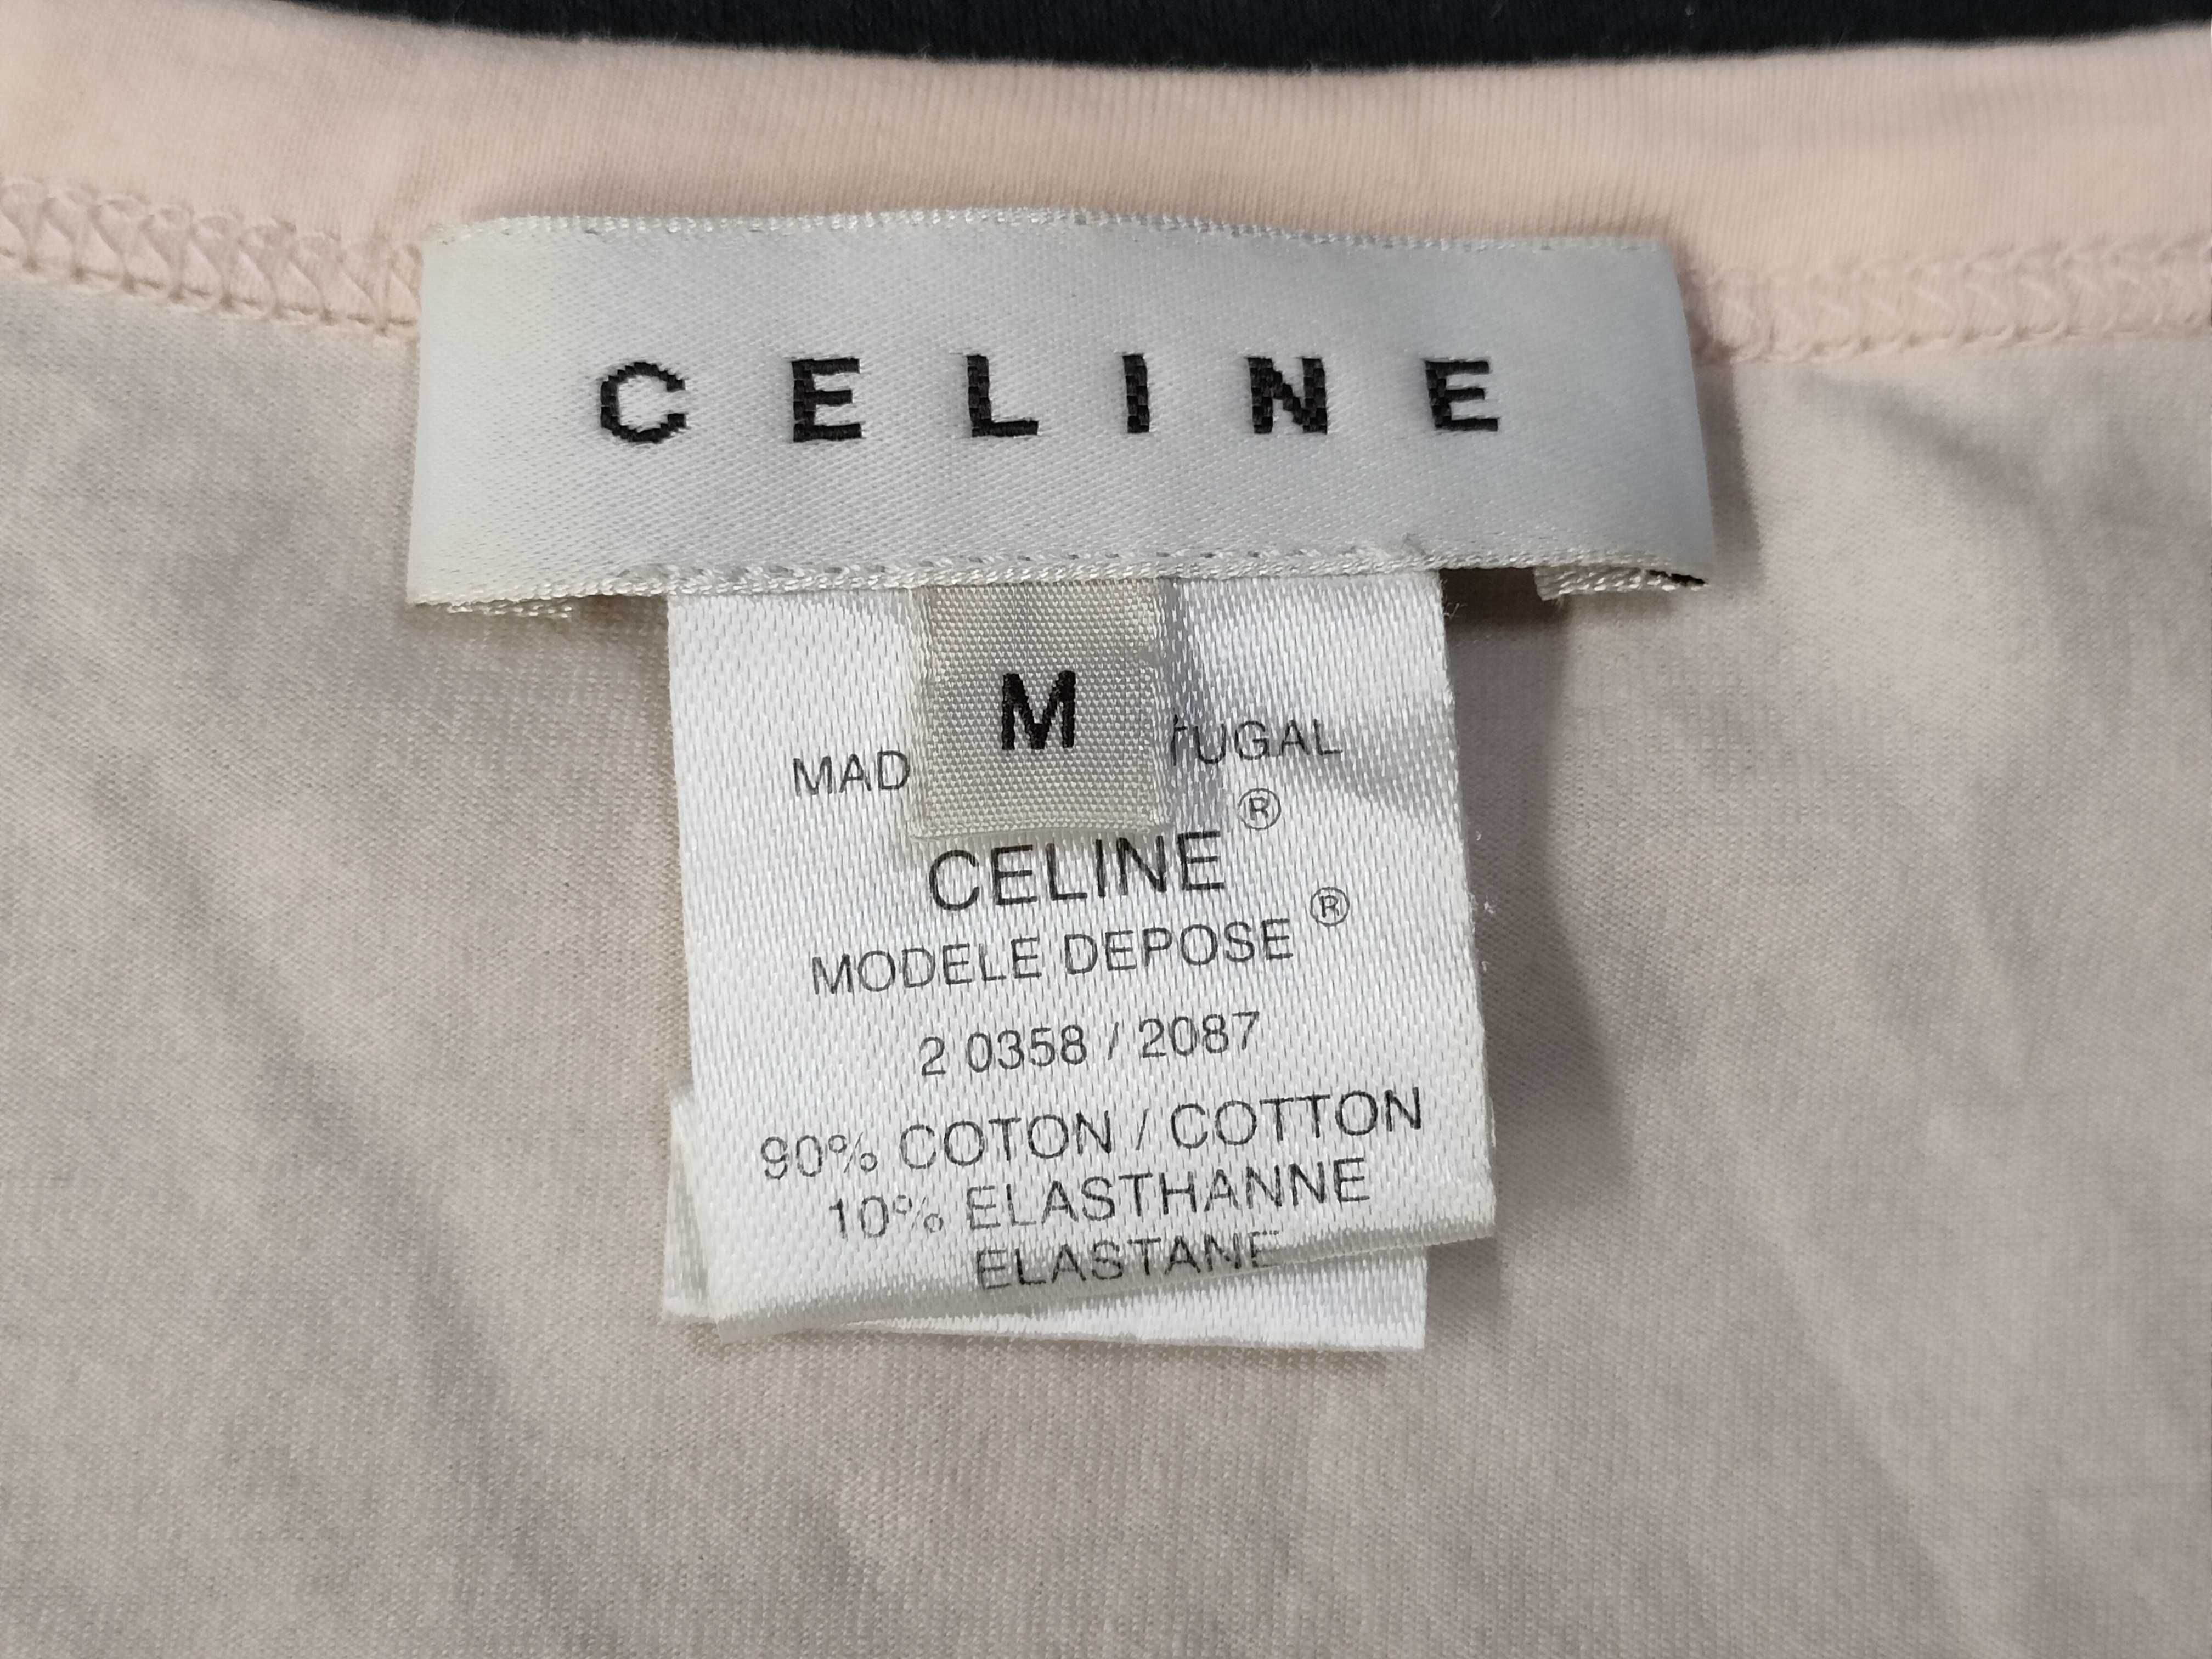 CELINE
M
MAD TUGAL
CELINE ®
MODELE DEPOSE ®
2 0358 / 2087
90% COTON / COTTON
10% ELASTHANNE
ELASTANE